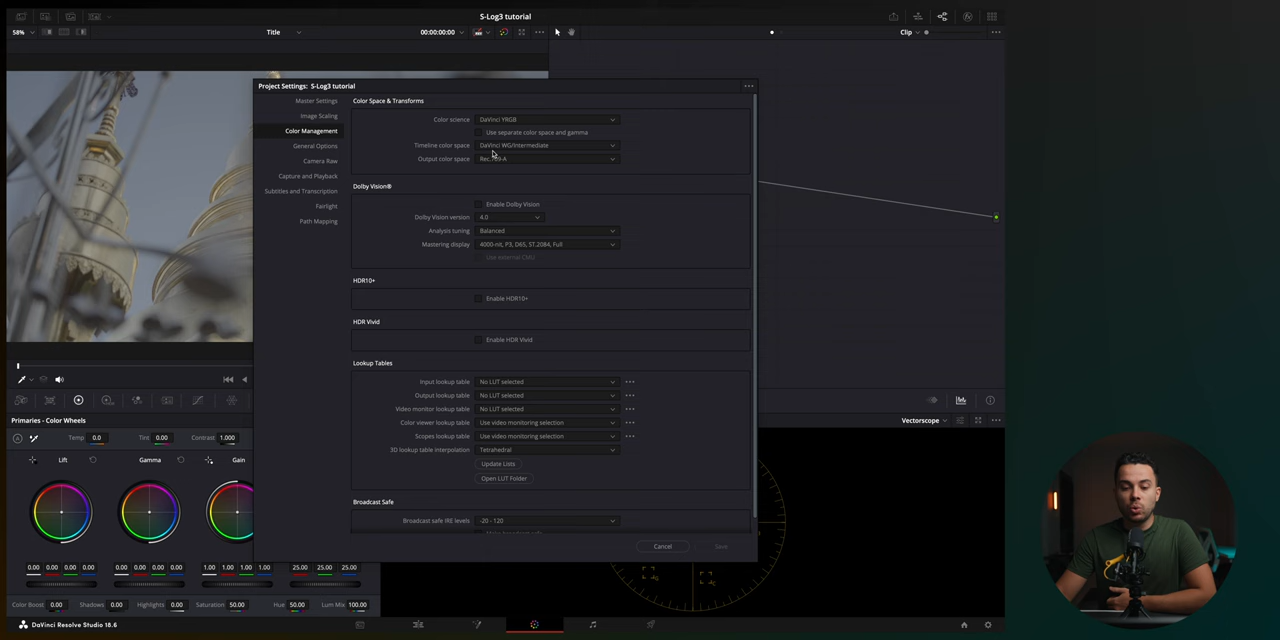 S-Log3 tutorial
58%
Title
00:00:00:00
Clip
Project Settings: S-Log3 tutorial
Master Settings
Image Scaling
Color Management
General Options
Camera Raw
Capture and Playback
Subtitles and Transcription
Fairlight
Path Mapping
Color Space & Transforms
Color science DaVinci YRGB
Use separate color space and gamma
Timeline color space DaVinci WG/Intermediate
Output color space Rec.709-A
Dolby Vision®
Enable Dolby Vision
Dolby Vision version 4.0
Analysis tuning Balanced
Mastering display 4000-nit, P3, D65, ST.2084, Full
Use external CMU
HDR10+
Enable HDR10+
HDR Vivid
Enable HDR Vivid
Lookup Tables
Input lookup table No LUT selected
Output lookup table No LUT selected
Video monitor lookup table No LUT selected
Color viewer lookup table Use video monitoring selection
Scopes lookup table Use video monitoring selection
3D lookup table interpolation Tetrahedral
Update Lists
Open LUT Folder
Broadcast Safe
Broadcast safe IRE levels -20 - 120
Cancel Save
Primaries - Color Wheels
Vectorscope
Temp 0.0 Tint 0.00 Contrast 1.000
Lift Gamma Gain
0.00 0.00 0.00 0.00 0.00 0.00 0.00 0.00 1.00 1.00 1.00 1.00 25.00 25.00 25.00
Color Boost 0.00 Shadows 0.00 Highlights 0.00 Saturation 50.00 Hue 50.00 Lum Mix 100.00
DaVinci Resolve Studio 18.6